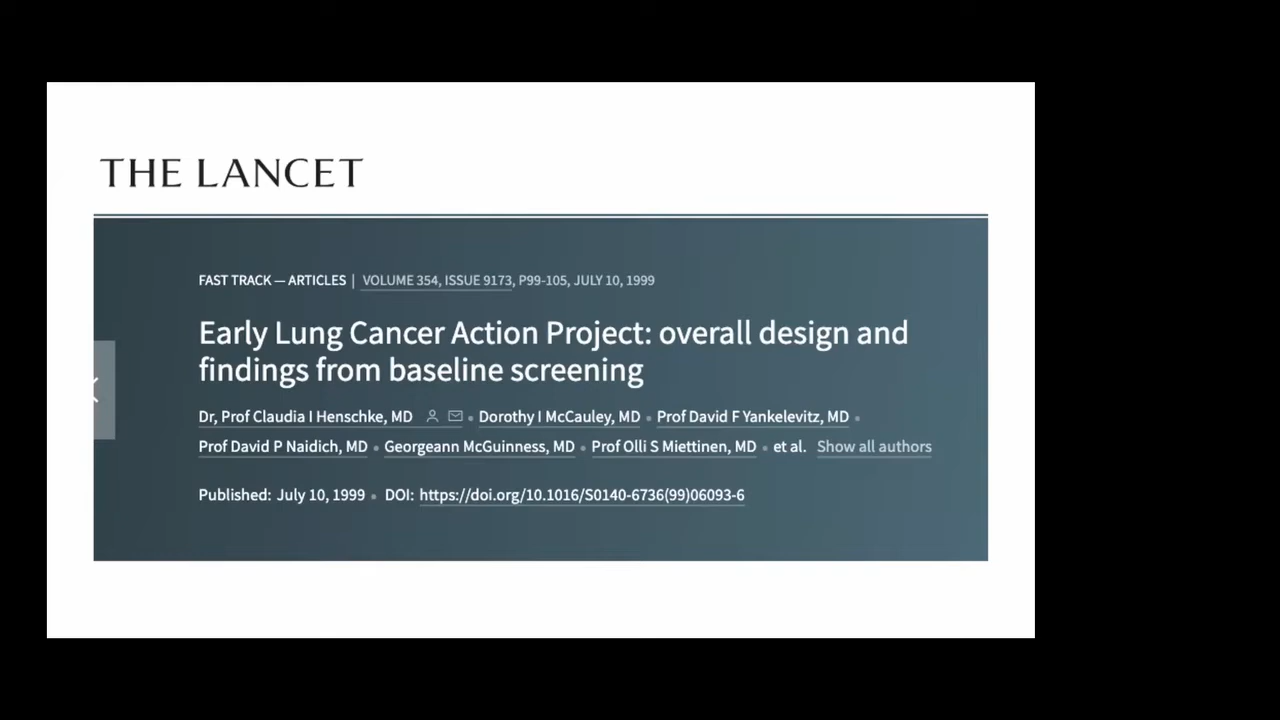 THE LANCET
FAST TRACK — ARTICLES | VOLUME 354, ISSUE 9173, P99-105, JULY 10, 1999
Early Lung Cancer Action Project: overall design and
findings from baseline screening
Dr, Prof Claudia I Henschke, MD • Dorothy I McCauley, MD • Prof David F Yankelevitz, MD •
Prof David P Naidich, MD • Georgeann McGuinness, MD • Prof Olli S Miettinen, MD • et al. Show all authors
Published: July 10, 1999 • DOI: https://doi.org/10.1016/S0140-6736(99)06093-6